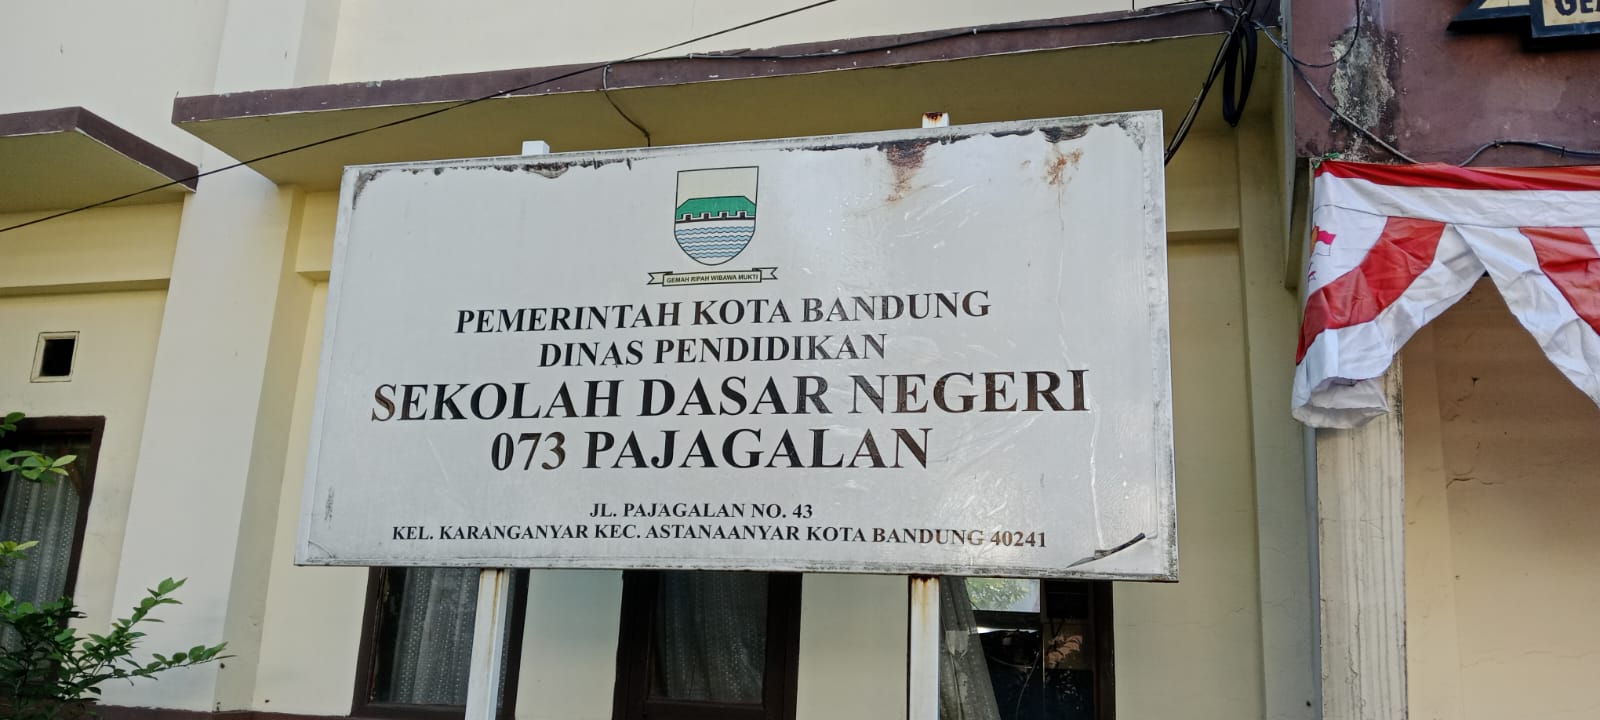 GEMAH RIPAH WIBAWA MUKTI
PEMERINTAH KOTA BANDUNG
DINAS PENDIDIKAN
SEKOLAH DASAR NEGERI
073 PAJAGALAN
JL. PAJAGALAN NO. 43
KEL. KARANGANYAR KEC. ASTANAANYAR KOTA BANDUNG 40241